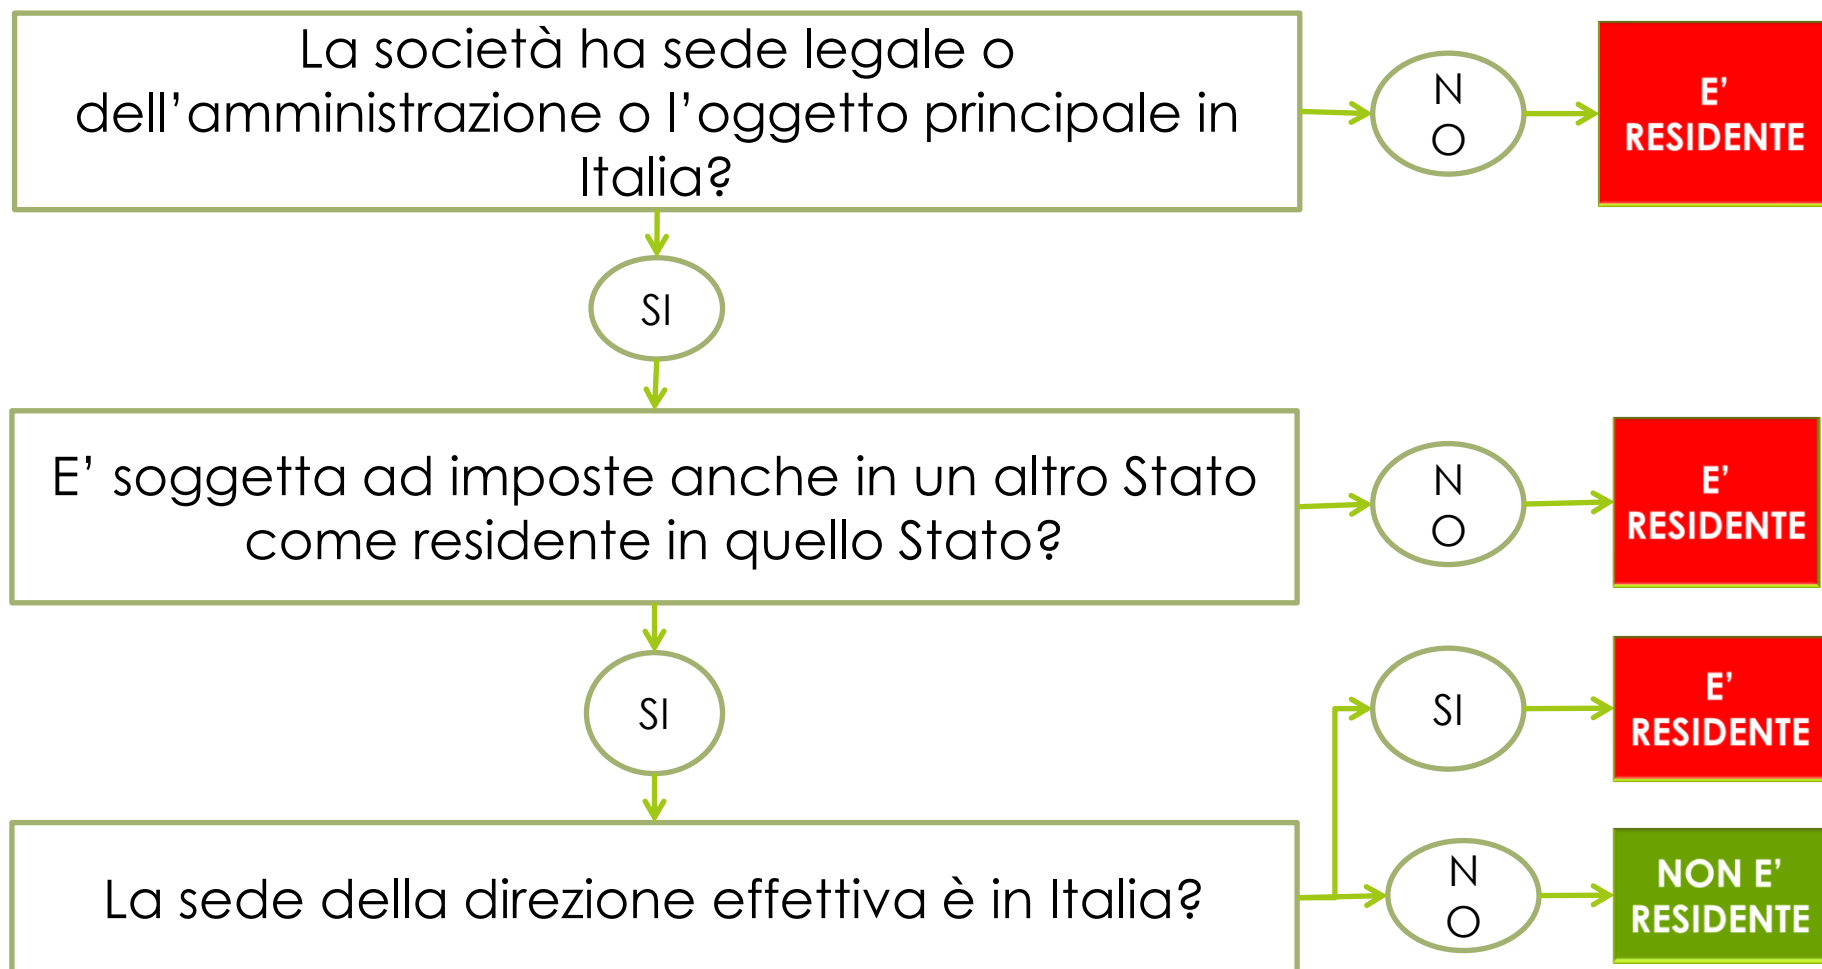 La società ha sede legale o
dell’amministrazione o l’oggetto principale in
Italia?
N
O
E’
RESIDENTE
SI
E’ soggetta ad imposte anche in un altro Stato
come residente in quello Stato?
N
O
E’
RESIDENTE
SI
SI
E’
RESIDENTE
La sede della direzione effettiva è in Italia?
N
O
NON E’
RESIDENTE